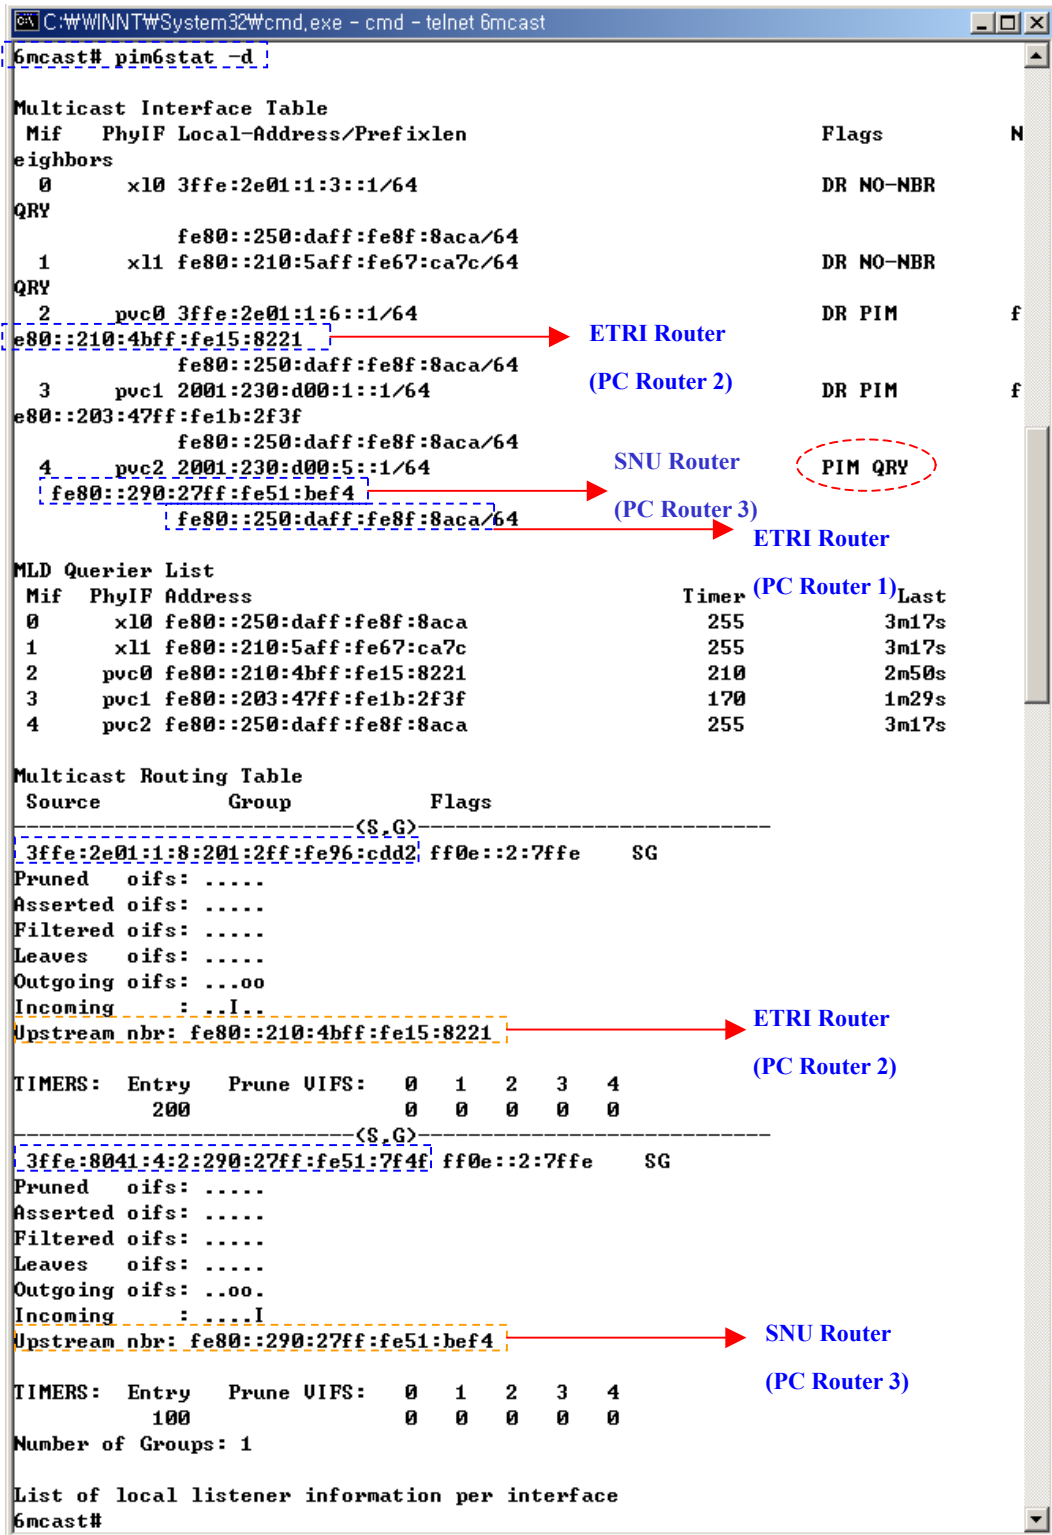 C:₩WINNT₩System32₩cmd.exe - cmd - telnet 6mcast
6mcast# pim6stat -d
Multicast Interface Table
Mif PhyIF Local-Address/Prefixlen Flags N
eighbors
0 xl0 3ffe:2e01:1:3::1/64 DR NO-NBR
QRY
fe80::250:daff:fe8f:8aca/64
1 xl1 fe80::210:5aff:fe67:ca7c/64 DR NO-NBR
QRY
2 pvc0 3ffe:2e01:1:6::1/64 DR PIM f
e80::210:4bff:fe15:8221
ETRI Router
(PC Router 2)
fe80::250:daff:fe8f:8aca/64
3 pvc1 2001:230:d00:1::1/64 DR PIM f
e80::203:47ff:fe1b:2f3f
fe80::250:daff:fe8f:8aca/64
4 pvc2 2001:230:d00:5::1/64 PIM QRY
fe80::290:27ff:fe51:bef4
SNU Router
(PC Router 3)
fe80::250:daff:fe8f:8aca/64
ETRI Router
(PC Router 1)
MLD Querier List
Mif PhyIF Address Timer Last
0 xl0 fe80::250:daff:fe8f:8aca 255 3m17s
1 xl1 fe80::210:5aff:fe67:ca7c 255 3m17s
2 pvc0 fe80::210:4bff:fe15:8221 210 2m50s
3 pvc1 fe80::203:47ff:fe1b:2f3f 170 1m29s
4 pvc2 fe80::250:daff:fe8f:8aca 255 3m17s
Multicast Routing Table
Source Group Flags
---------------------------(S,G)----------------------------
3ffe:2e01:1:8:201:2ff:fe96:cdd2 ff0e::2:7ffe SG
Pruned oifs: .....
Asserted oifs: .....
Filtered oifs: .....
Leaves oifs: .....
Outgoing oifs: ...oo
Incoming : ..I..
Upstream nbr: fe80::210:4bff:fe15:8221
ETRI Router
(PC Router 2)
TIMERS: Entry Prune VIFS: 0 1 2 3 4
200 0 0 0 0 0
---------------------------(S,G)----------------------------
3ffe:8041:4:2:290:27ff:fe51:7f4f ff0e::2:7ffe SG
Pruned oifs: .....
Asserted oifs: .....
Filtered oifs: .....
Leaves oifs: .....
Outgoing oifs: ..oo.
Incoming : ....I
Upstream nbr: fe80::290:27ff:fe51:bef4
SNU Router
(PC Router 3)
TIMERS: Entry Prune VIFS: 0 1 2 3 4
100 0 0 0 0 0
Number of Groups: 1
List of local listener information per interface
6mcast#